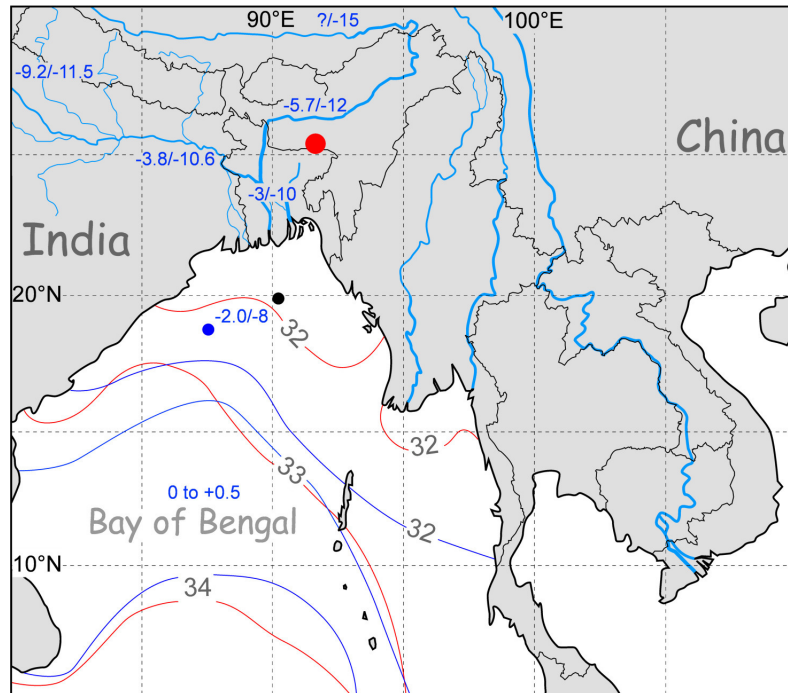 90°E
?/-15
100°E
-9.2/-11.5
-5.7/-12
China
-3.8/-10.6
-3/-10
India
20°N
-2.0/-8
32
32
33
0 to +0.5
Bay of Bengal
32
10°N
34